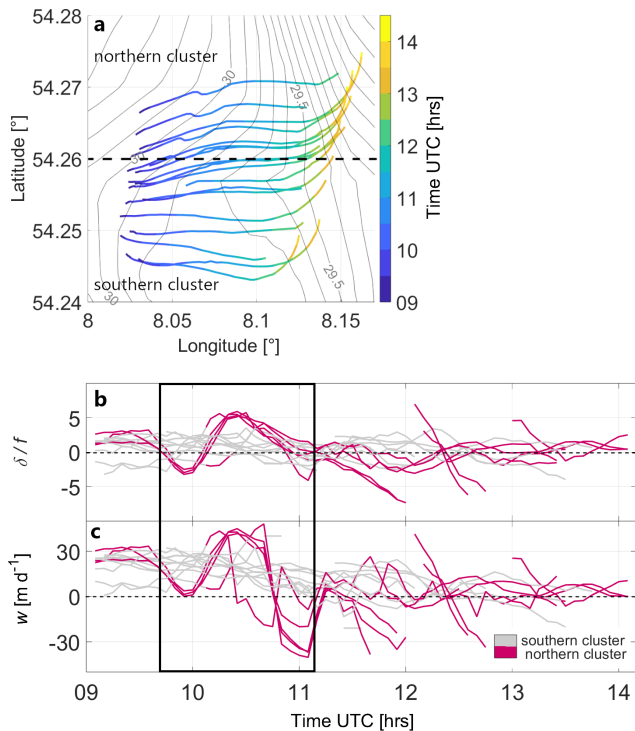 54.28
a
northern cluster
30
14
54.27
29.5
13
Latitude [°]
54.26
30
12
Time UTC [hrs]
11
54.25
10
29.5
southern cluster
30
09
54.24
8
8.05
8.1
8.15
Longitude [°]
b
5
δ / f
0
-5
c
30
w [m d-1]
0
-30
southern cluster
northern cluster
09
10
11
12
13
14
Time UTC [hrs]